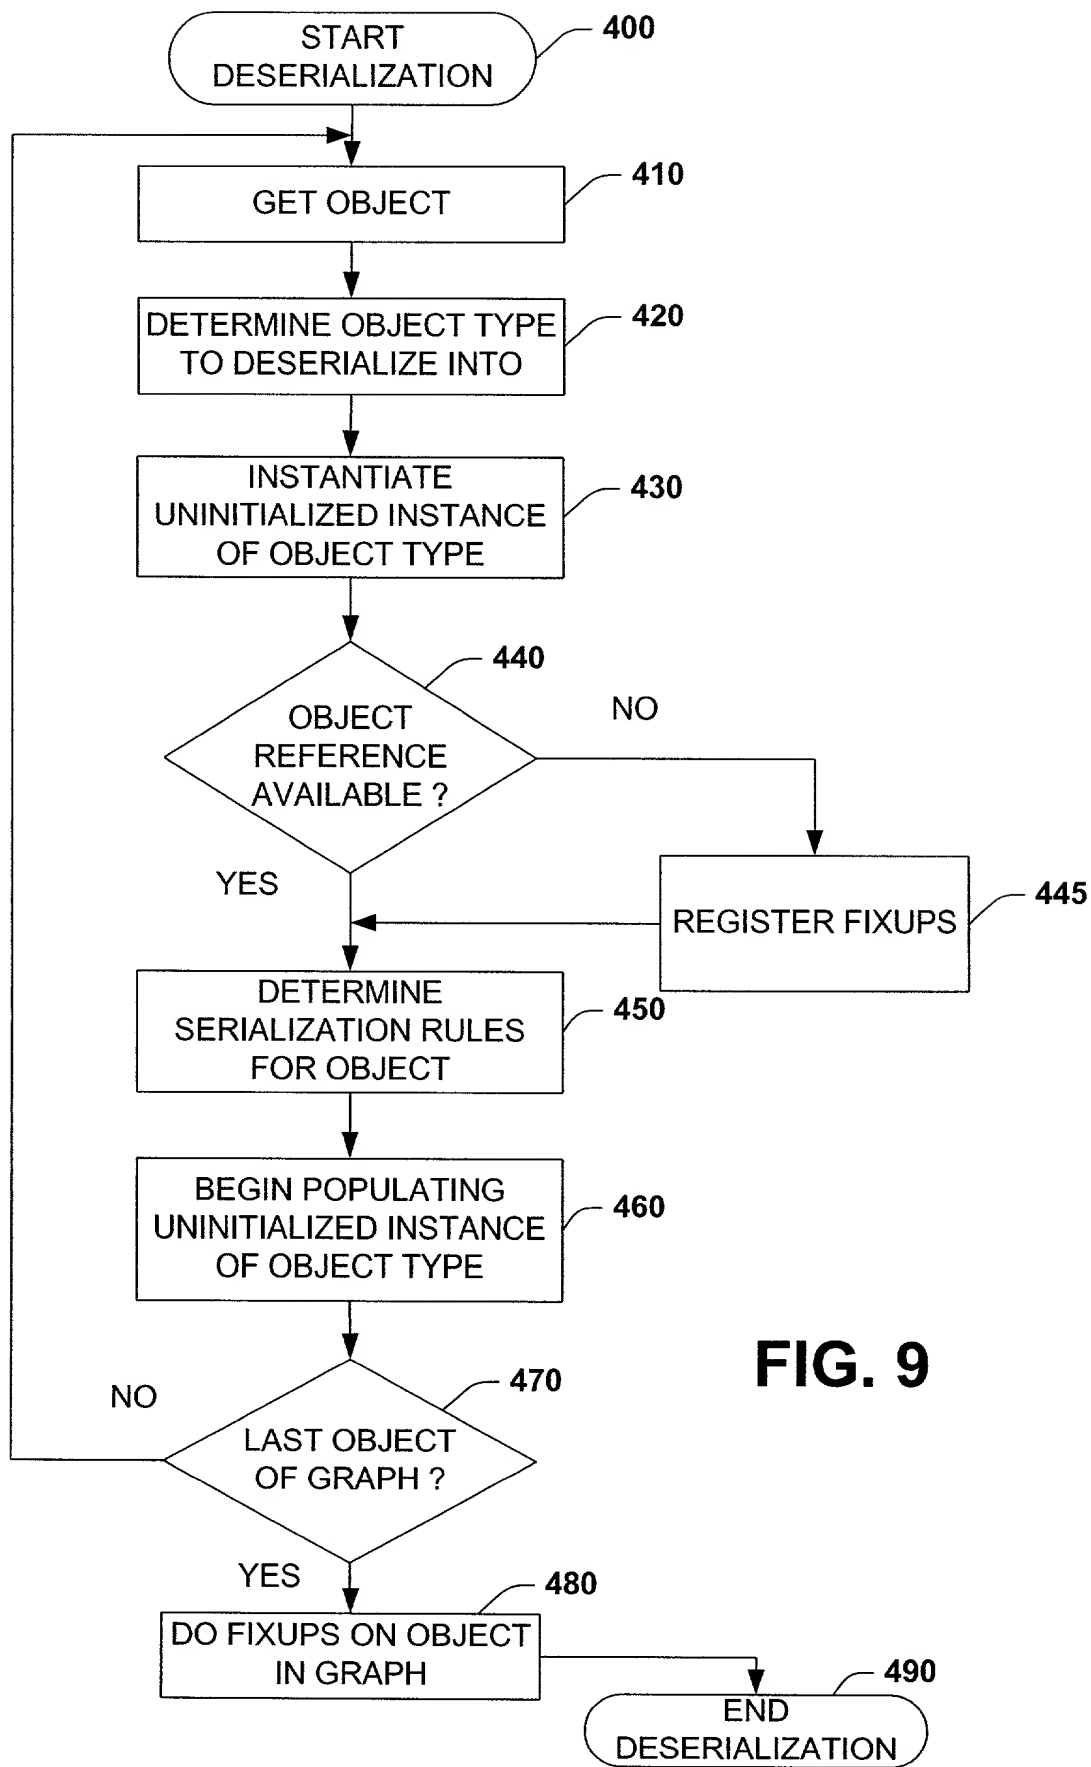 START
DESERIALIZATION
400
GET OBJECT
410
DETERMINE OBJECT TYPE
TO DESERIALIZE INTO
420
INSTANTIATE
UNINITIALIZED INSTANCE
OF OBJECT TYPE
430
440
OBJECT
REFERENCE
AVAILABLE ?
NO
YES
REGISTER FIXUPS
445
DETERMINE
SERIALIZATION RULES
FOR OBJECT
450
BEGIN POPULATING
UNINITIALIZED INSTANCE
OF OBJECT TYPE
460
FIG. 9
NO
470
LAST OBJECT
OF GRAPH ?
YES
480
DO FIXUPS ON OBJECT
IN GRAPH
490
END
DESERIALIZATION